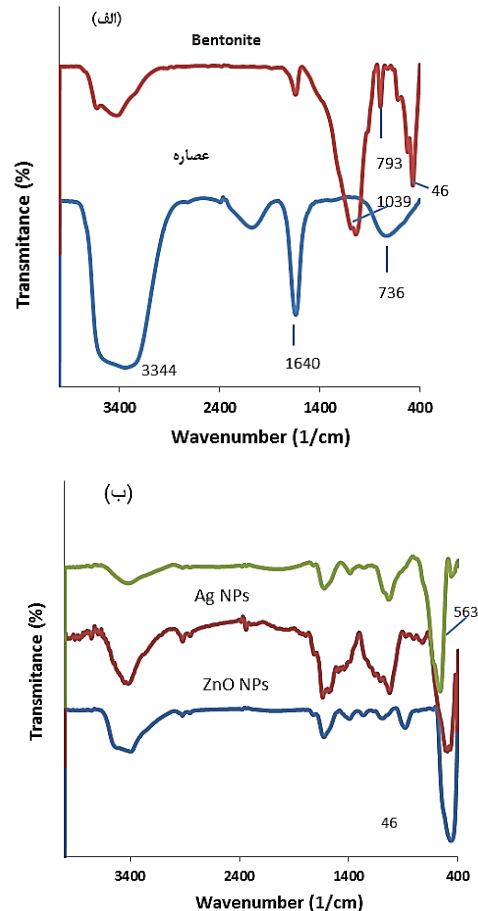 (الف)
Bentonite
عصاره
793
46
1039
736
3344
1640
Transmitance (%)
3400 2400 1400 400
Wavenumber (1/cm)
(ب)
Ag NPs
563
ZnO NPs
46
Transmitance (%)
3400 2400 1400 400
Wavenumber (1/cm)